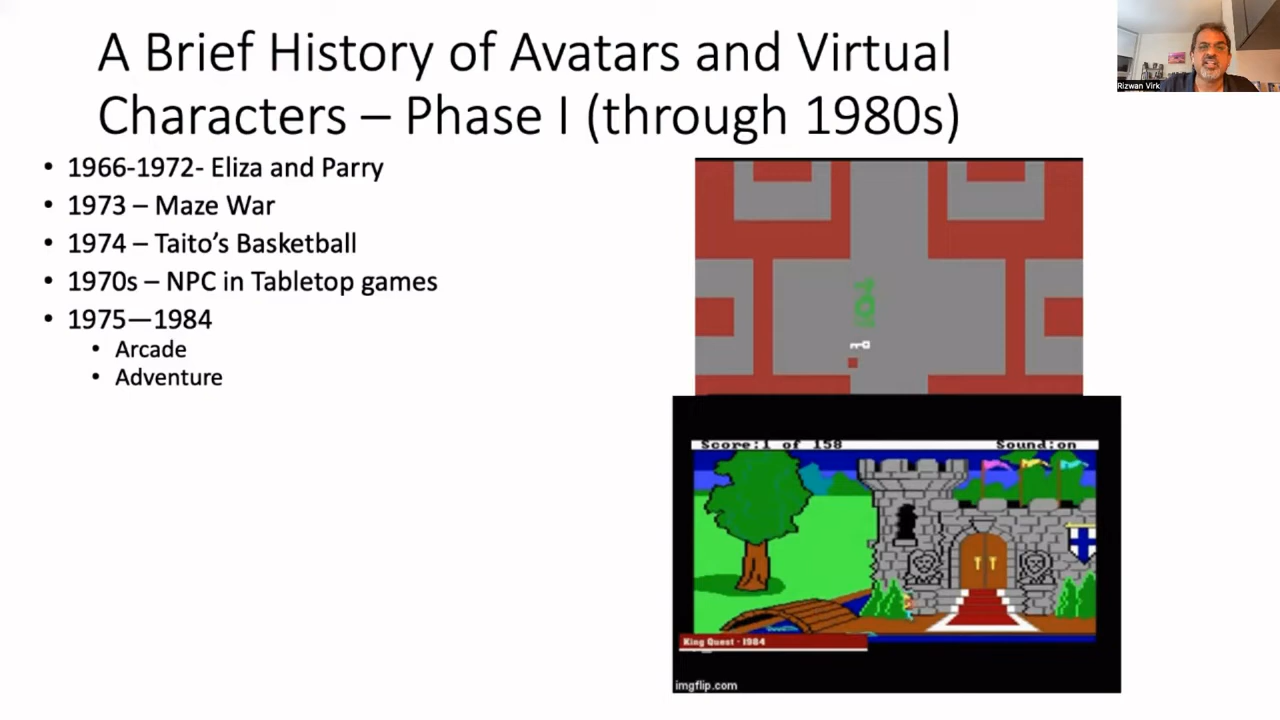 A Brief History of Avatars and Virtual
Characters – Phase I (through 1980s)
Rizwan Virk
• 1966-1972- Eliza and Parry
• 1973 – Maze War
• 1974 – Taito’s Basketball
• 1970s – NPC in Tabletop games
• 1975—1984
• Arcade
• Adventure
Score:1 of 158 Sound:on
King Quest - 1984
imgflip.com